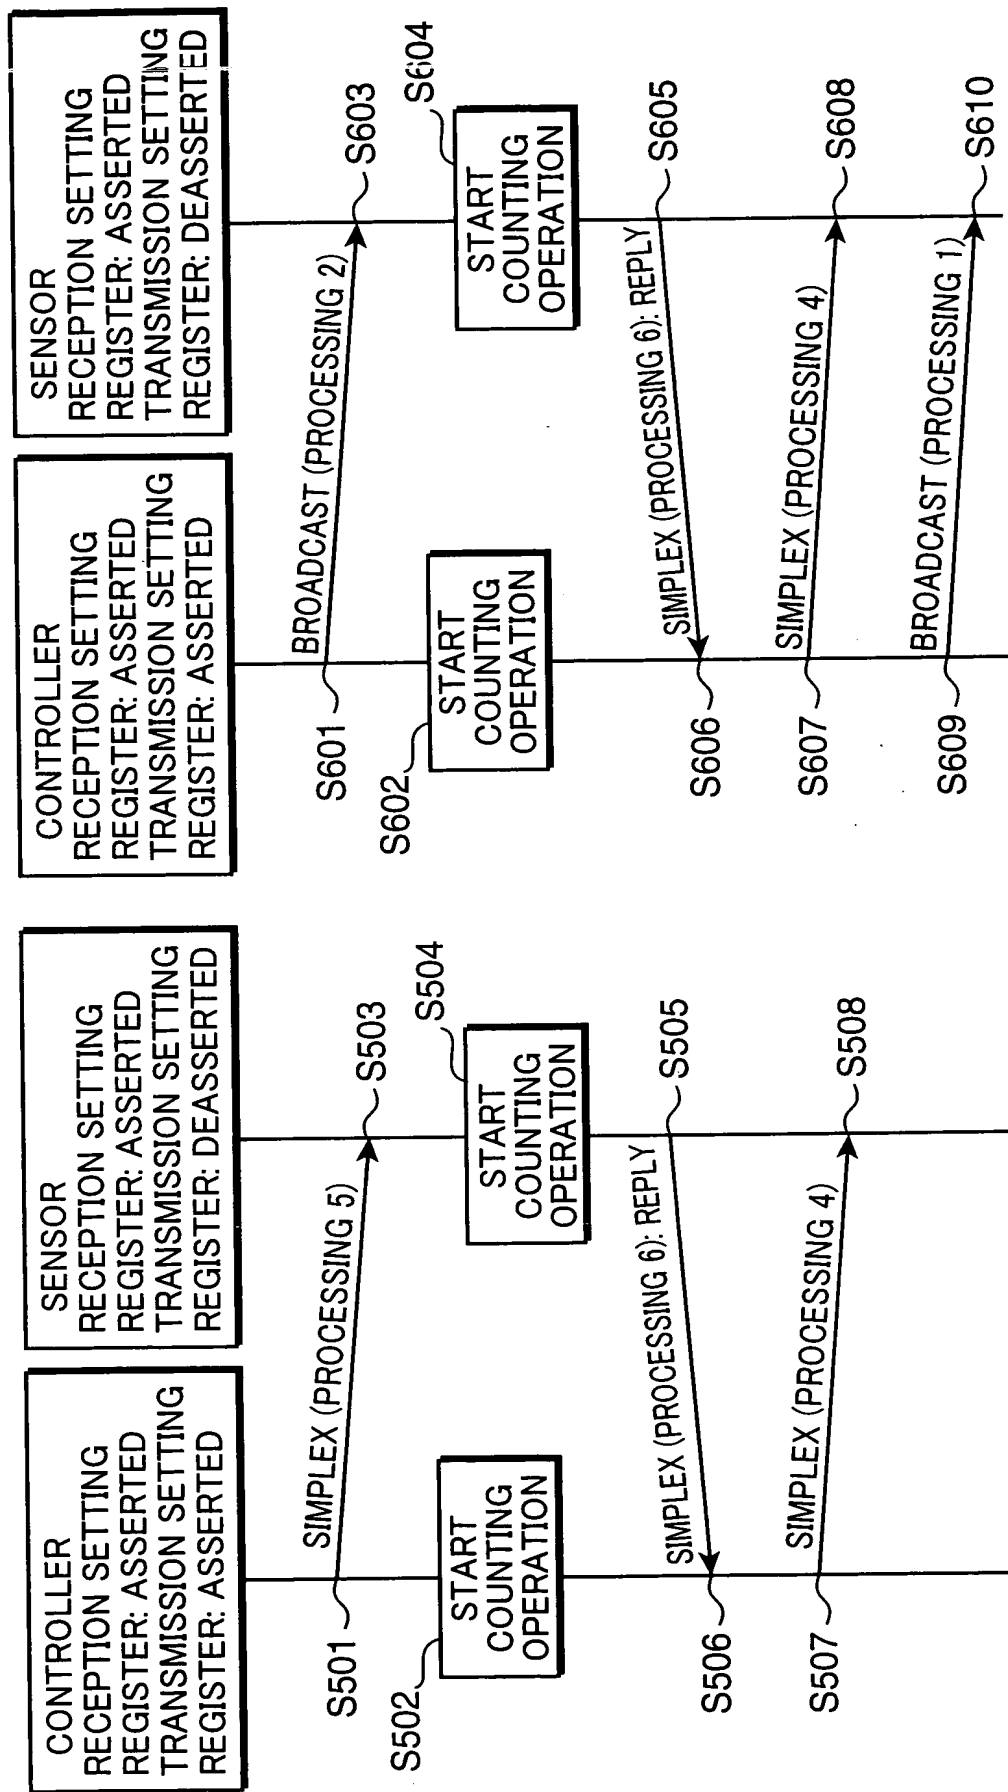 CONTROLLER
RECEPTION SETTING
REGISTER: ASSERTED
TRANSMISSION SETTING
REGISTER: ASSERTED
SENSOR
RECEPTION SETTING
REGISTER: ASSERTED
TRANSMISSION SETTING
REGISTER: DEASSERTED
S501
SIMPLEX (PROCESSING 5)
S503
S502
START
COUNTING
OPERATION
S504
START
COUNTING
OPERATION
SIMPLEX (PROCESSING 6): REPLY
S505
S506
S507
SIMPLEX (PROCESSING 4)
S508
CONTROLLER
RECEPTION SETTING
REGISTER: ASSERTED
TRANSMISSION SETTING
REGISTER: ASSERTED
SENSOR
RECEPTION SETTING
REGISTER: ASSERTED
TRANSMISSION SETTING
REGISTER: DEASSERTED
S601
BROADCAST (PROCESSING 2)
S603
S602
START
COUNTING
OPERATION
S604
START
COUNTING
OPERATION
SIMPLEX (PROCESSING 6): REPLY
S605
S606
S607
SIMPLEX (PROCESSING 4)
S608
S609
BROADCAST (PROCESSING 1)
S610